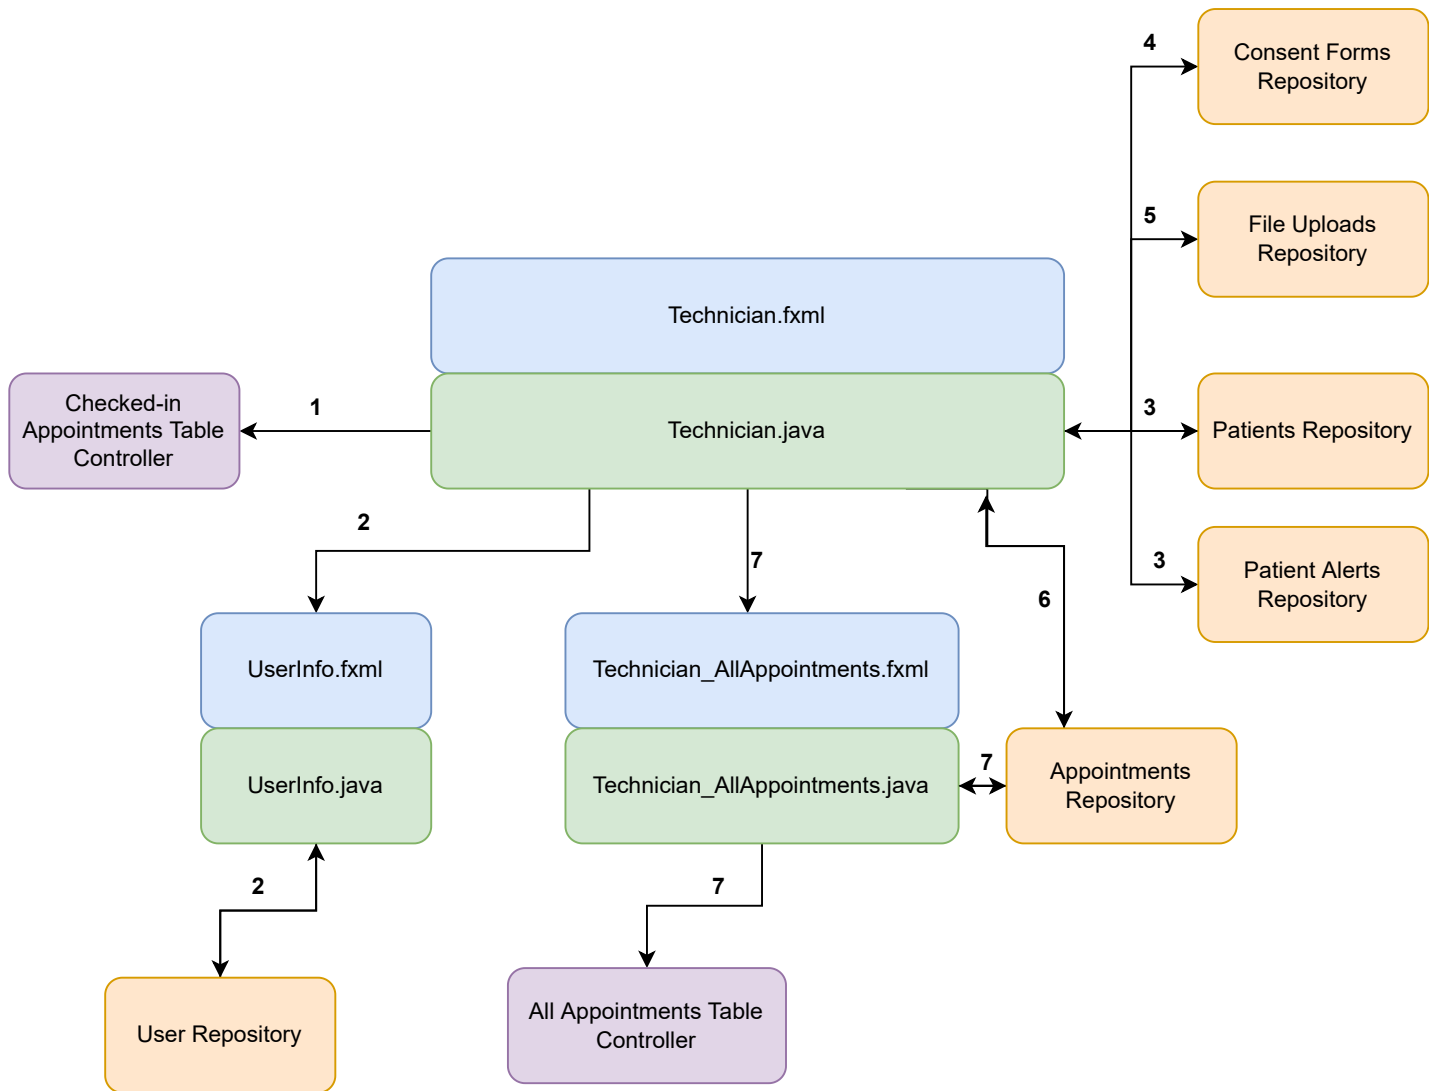 4
Consent Forms
Repository
5
File Uploads
Repository
Technician.fxml
Checked-in
Appointments Table
Controller
1
Technician.java
3
Patients Repository
2
7
6
3
Patient Alerts
Repository
UserInfo.fxml
Technician_AllAppointments.fxml
UserInfo.java
Technician_AllAppointments.java
7
Appointments
Repository
2
7
User Repository
All Appointments Table
Controller